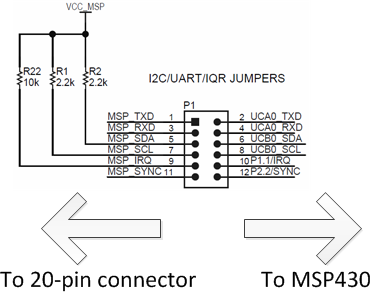 VCC_MSP
R22 R1 R2
10k 2.2k 2.2k
I2C/UART/IQR JUMPERS
P1
MSP_TXD 1 2 UCA0_TXD
MSP_RXD 3 4 UCA0_RXD
MSP_SDA 5 6 UCB0_SDA
MSP_SCL 7 8 UCB0_SCL
MSP_IRQ 9 10 P1.1/IRQ
MSP_SYNC 11 12 P2.2/SYNC
To 20-pin connector To MSP430